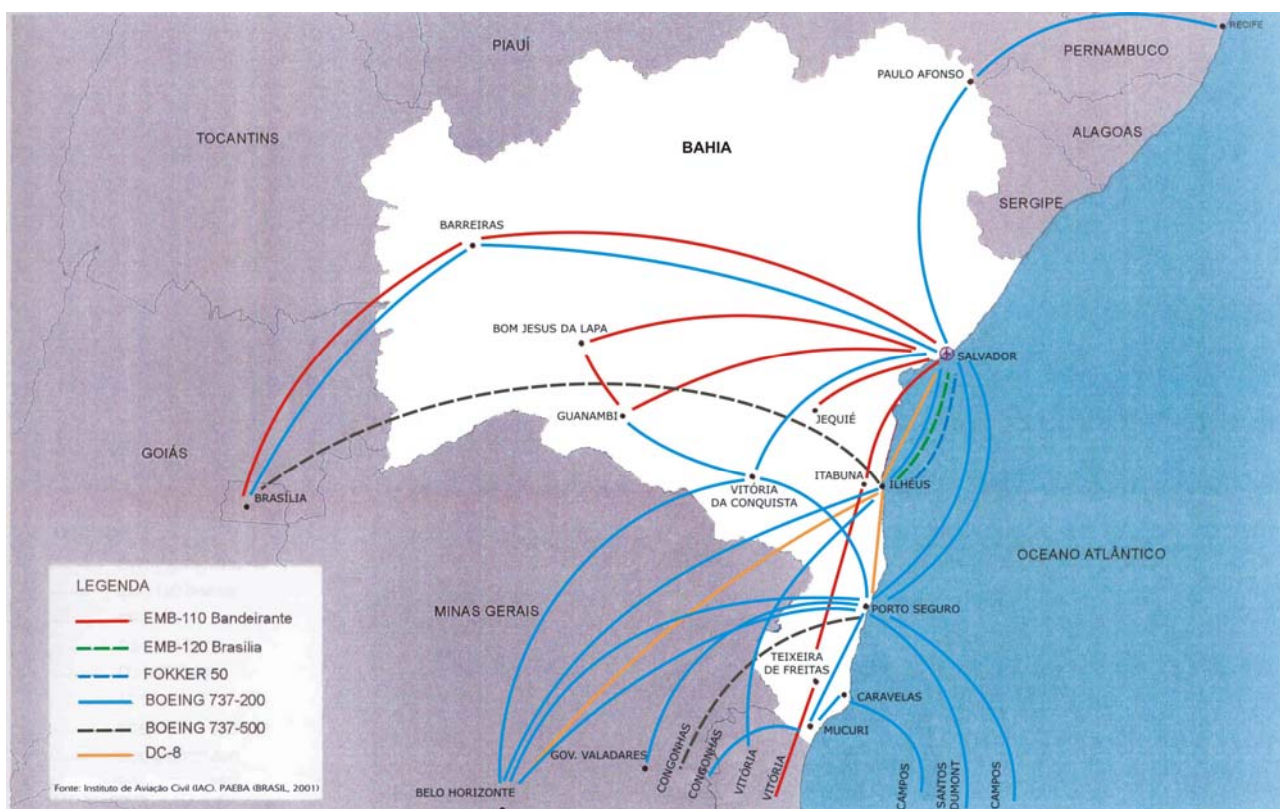 RECIFE
PIAUÍ
PERNAMBUCO
PAULO AFONSO
TOCANTINS
ALAGOAS
BAHIA
SERGIPE
BARREIRAS
BOM JESUS DA LAPA
SALVADOR
GUANAMBI
JEQUIÉ
GOIÁS
ITABUNA
ILHÉUS
BRASÍLIA
VITÓRIA
DA CONQUISTA
OCEANO ATLÂNTICO
LEGENDA
MINAS GERAIS
PORTO SEGURO
EMB-110 Bandeirante
EMB-120 Brasilia
TEIXEIRA
DE FREITAS
FOKKER 50
CARAVELAS
BOEING 737-200
BOEING 737-500
MUCURI
DC-8
GOV. VALADARES
CONGONHAS
CONGONHAS
VITÓRIA
VITÓRIA
CAMPOS
SANTOS
DUMONT
CAMPOS
Fonte: Instituto de Aviação Civil (IAC). PAEBA (BRASIL, 2001)
BELO HORIZONTE